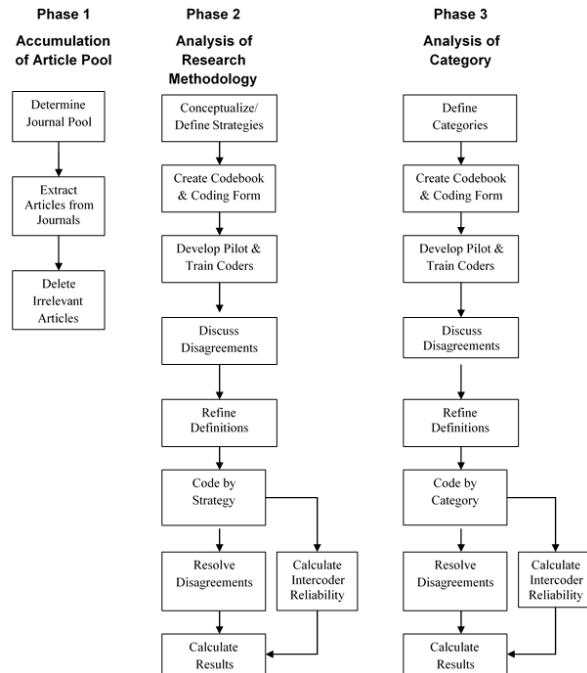 Phase 1
Accumulation
of Article Pool
Determine
Journal Pool
Extract
Articles from
Journals
Delete
Irrelevant
Articles
Phase 2
Analysis of
Research
Methodology
Conceptualize/
Define Strategies
Create Codebook
& Coding Form
Develop Pilot &
Train Coders
Discuss
Disagreements
Refine
Definitions
Code by
Strategy
Resolve
Disagreements
Calculate
Intercoder
Reliability
Calculate
Results
Phase 3
Analysis of
Category
Define
Categories
Create Codebook
& Coding Form
Develop Pilot &
Train Coders
Discuss
Disagreements
Refine
Definitions
Code by
Category
Resolve
Disagreements
Calculate
Intercoder
Reliability
Calculate
Results